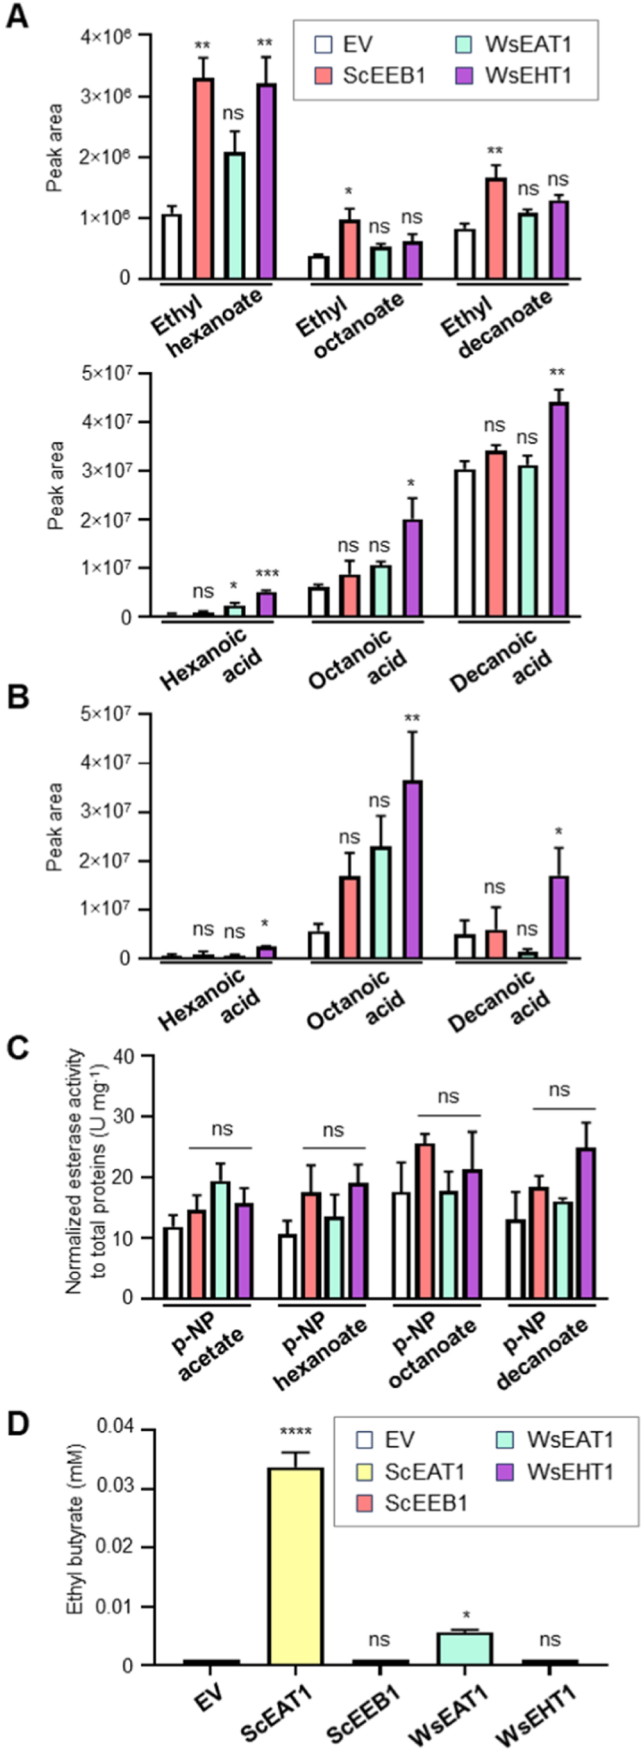 A
EV
WsEAT1
ScEEB1
WsEHT1
Peak area
4×10⁶
3×10⁶
2×10⁶
1×10⁶
0
**
ns
**
*
ns
ns
**
ns
ns
Ethyl hexanoate
Ethyl octanoate
Ethyl decanoate
Peak area
5×10⁷
4×10⁷
3×10⁷
2×10⁷
1×10⁷
0
ns
*
***
ns
ns
*
ns
ns
**
Hexanoic acid
Octanoic acid
Decanoic acid
B
Peak area
5×10⁷
4×10⁷
3×10⁷
2×10⁷
1×10⁷
0
ns
ns
*
ns
ns
**
ns
ns
*
Hexanoic acid
Octanoic acid
Decanoic acid
C
Normalized esterase activity
to total proteins (U mg⁻¹)
40
30
20
10
0
ns
ns
ns
ns
p-NP acetate
p-NP hexanoate
p-NP octanoate
p-NP decanoate
D
EV
WsEAT1
ScEAT1
WsEHT1
ScEEB1
Ethyl butyrate (mM)
0.04
0.03
0.02
0.01
0
****
ns
*
ns
EV
ScEAT1
ScEEB1
WsEAT1
WsEHT1